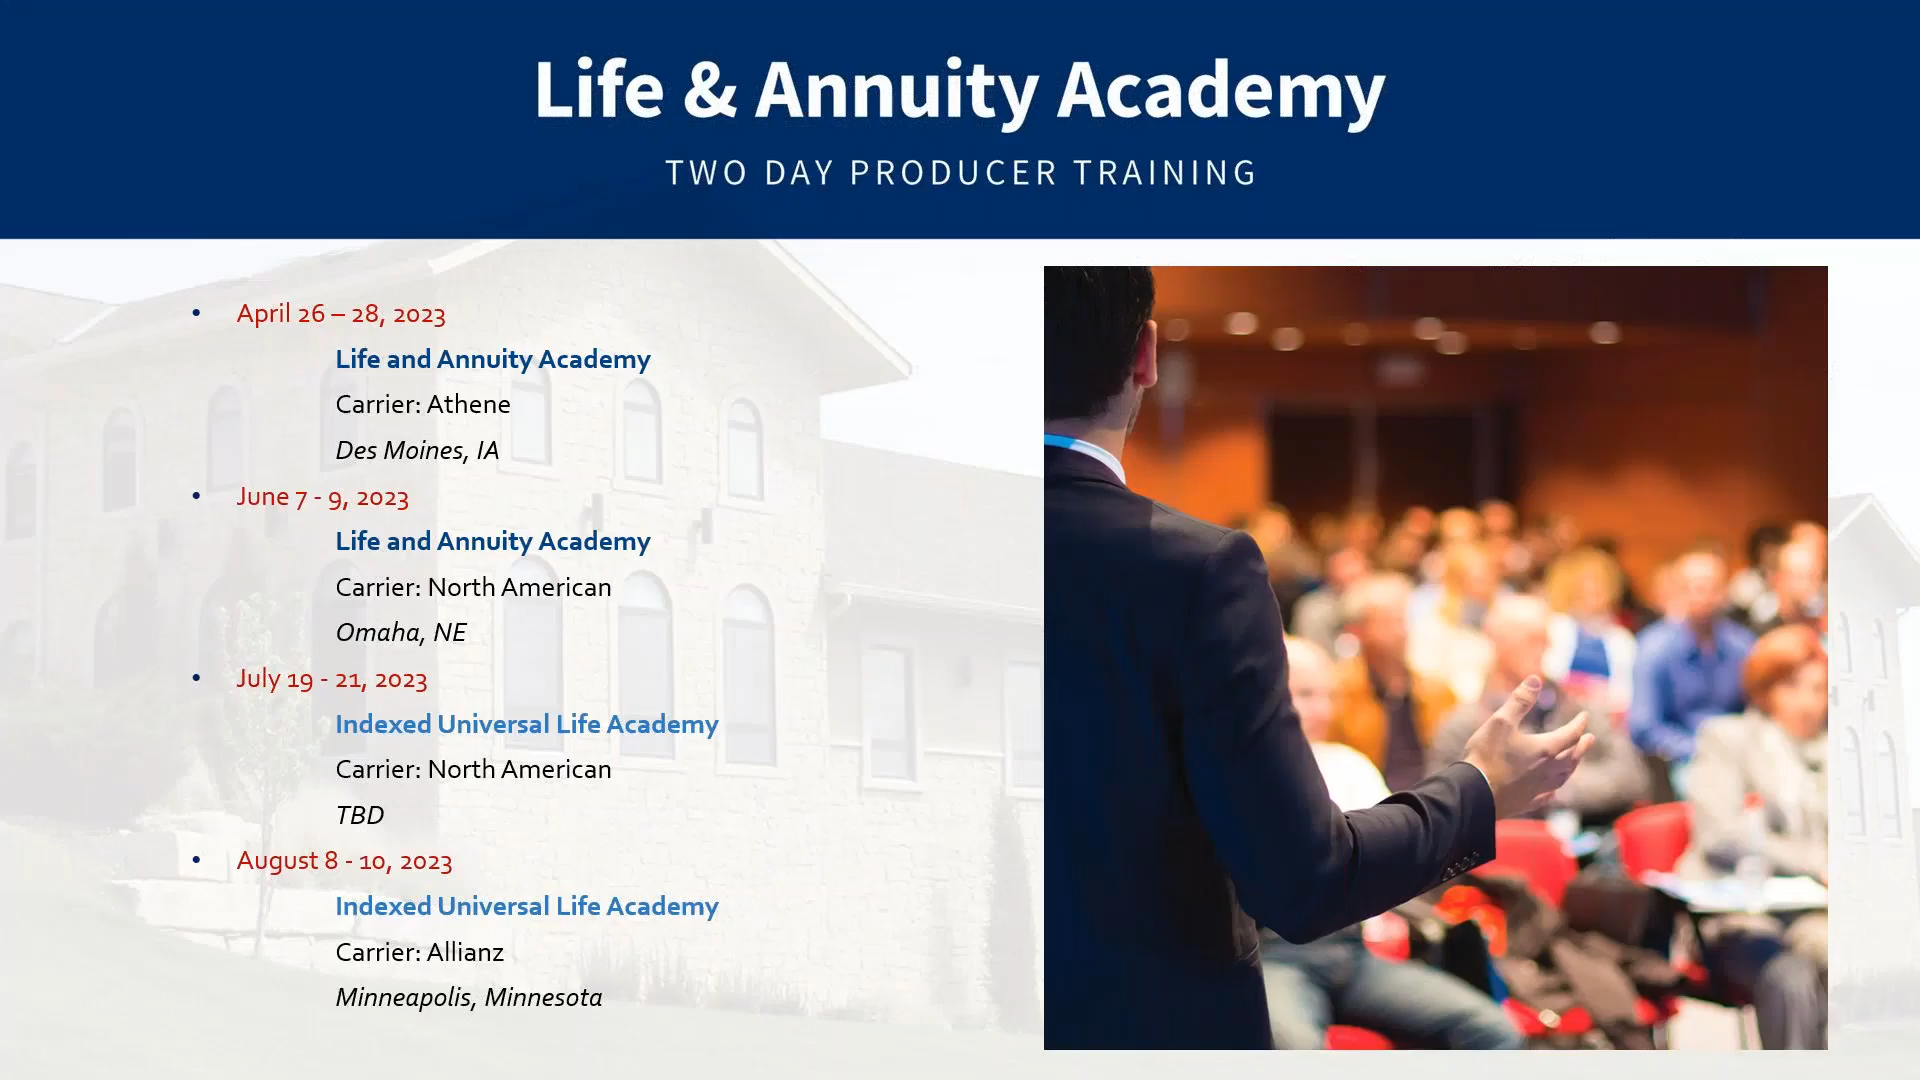 Life & Annuity Academy
TWO DAY PRODUCER TRAINING
• April 26 – 28, 2023
Life and Annuity Academy
Carrier: Athene
Des Moines, IA
• June 7 - 9, 2023
Life and Annuity Academy
Carrier: North American
Omaha, NE
• July 19 - 21, 2023
Indexed Universal Life Academy
Carrier: North American
TBD
• August 8 - 10, 2023
Indexed Universal Life Academy
Carrier: Allianz
Minneapolis, Minnesota